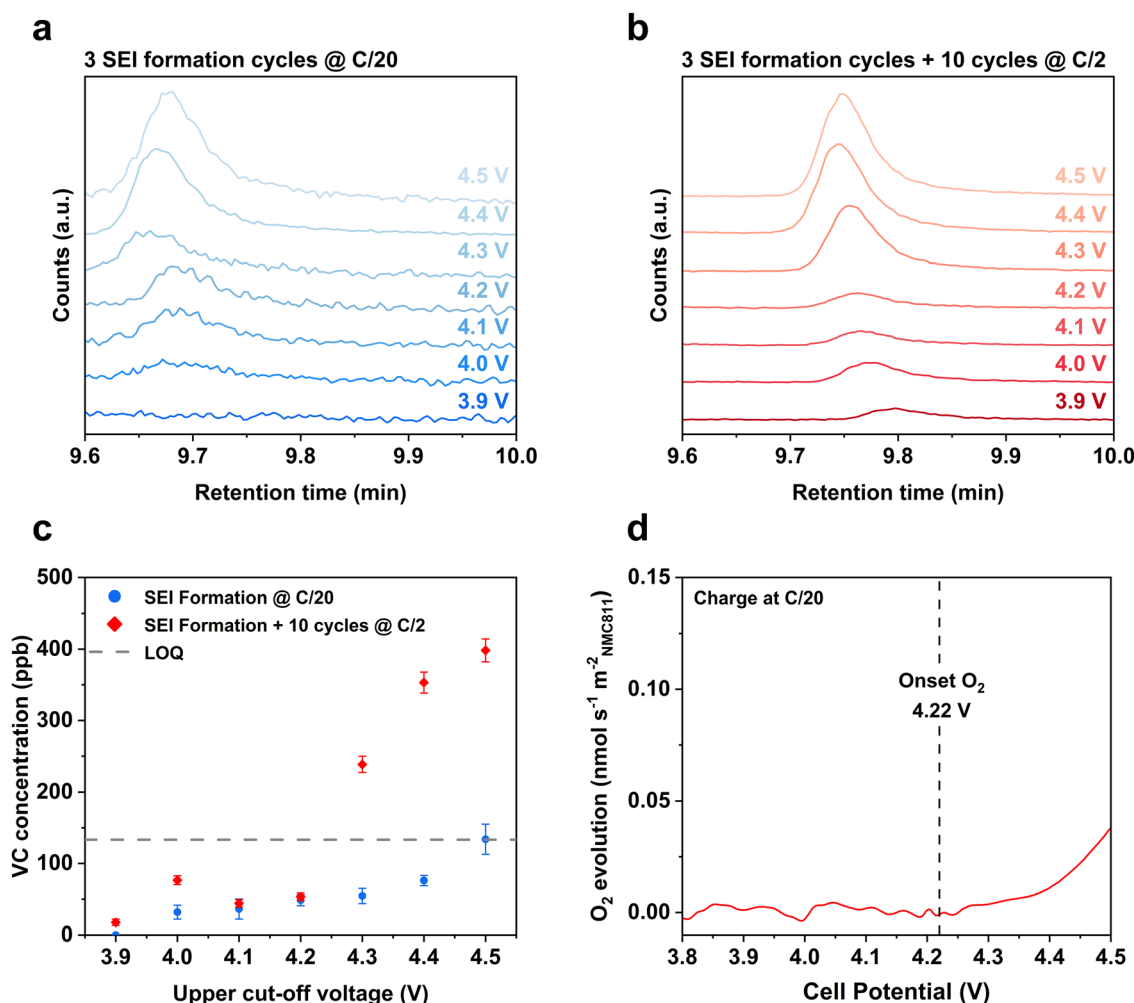 a
3 SEI formation cycles @ C/20
4.5 V
4.4 V
4.3 V
4.2 V
4.1 V
4.0 V
3.9 V
Counts (a.u.)
9.6 9.7 9.8 9.9 10.0
Retention time (min)
b
3 SEI formation cycles + 10 cycles @ C/2
4.5 V
4.4 V
4.3 V
4.2 V
4.1 V
4.0 V
3.9 V
Counts (a.u.)
9.6 9.7 9.8 9.9 10.0
Retention time (min)
c
500
400
300
200
100
0
VC concentration (ppb)
SEI Formation @ C/20
SEI Formation + 10 cycles @ C/2
LOQ
3.9 4.0 4.1 4.2 4.3 4.4 4.5
Upper cut-off voltage (V)
d
0.15
0.10
0.05
0.00
O₂ evolution (nmol s⁻¹ m⁻²NMC811)
Charge at C/20
Onset O₂
4.22 V
3.8 3.9 4.0 4.1 4.2 4.3 4.4 4.5
Cell Potential (V)